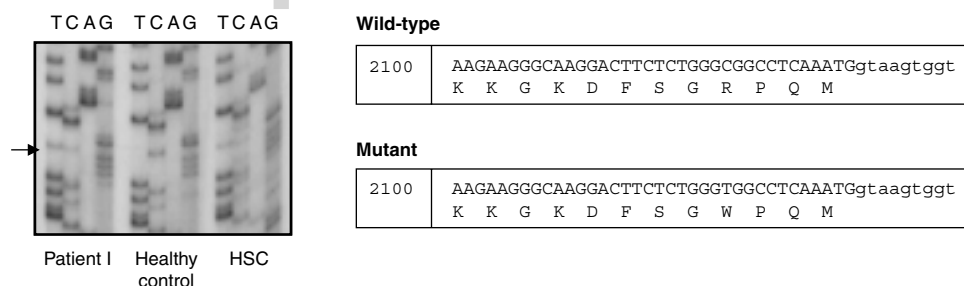 TCAG TCAG TCAG
Patient I Healthy control HSC
Wild-type
2100 AAGAAGGGCAAGGACTTCTCTGGGCGGCCTCAAATGgtaagtggt
K K G K D F S G R P Q M
Mutant
2100 AAGAAGGGCAAGGACTTCTCTGGGTGGCCTCAAATGgtaagtggt
K K G K D F S G W P Q M